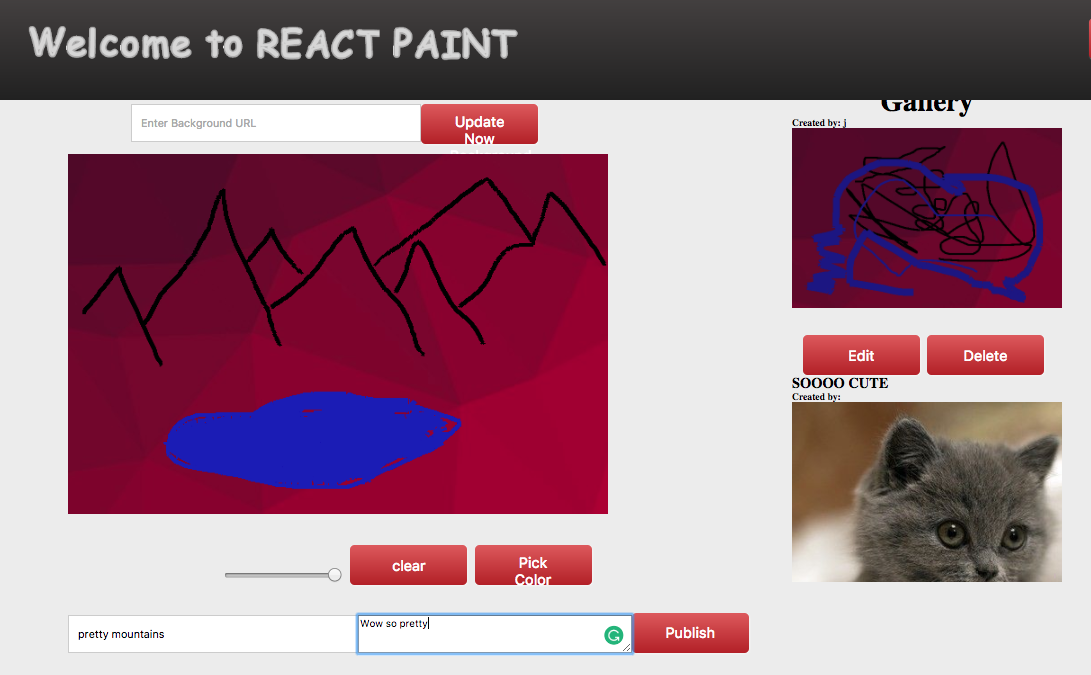 Welcome to REACT PAINT
Enter Background URL
Update
Now
clear
Pick
Color
pretty mountains
Wow so pretty
Publish
Gallery
Created by: j
Edit
Delete
SOOOO CUTE
Created by: